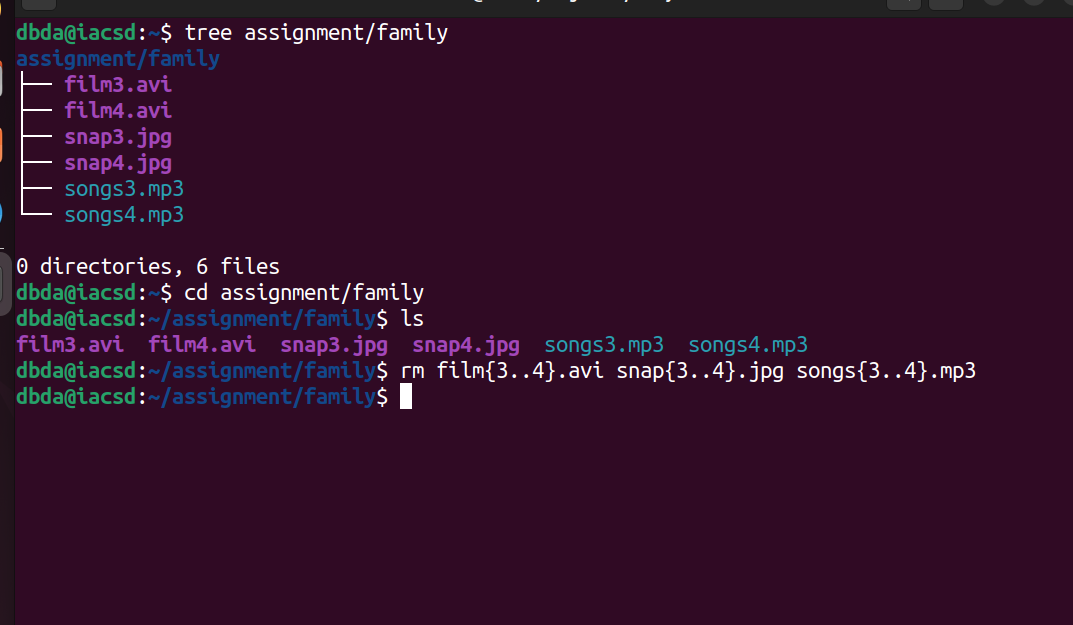 dbda@iacsd:~$ tree assignment/family
assignment/family
├── film3.avi
├── film4.avi
├── snap3.jpg
├── snap4.jpg
├── songs3.mp3
└── songs4.mp3
0 directories, 6 files
dbda@iacsd:~$ cd assignment/family
dbda@iacsd:~/assignment/family$ ls
film3.avi  film4.avi  snap3.jpg  snap4.jpg  songs3.mp3  songs4.mp3
dbda@iacsd:~/assignment/family$ rm film{3..4}.avi snap{3..4}.jpg songs{3..4}.mp3
dbda@iacsd:~/assignment/family$